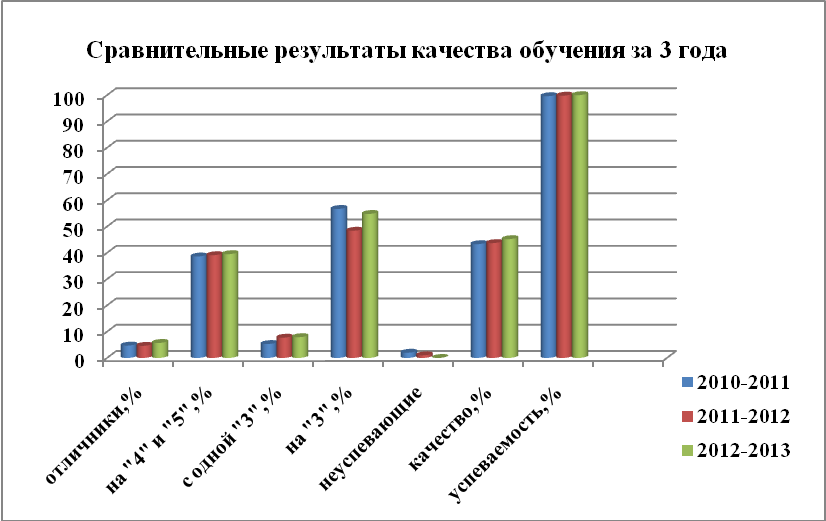 Сравнительные результаты качества обучения за 3 года
100
90
80
70
60
50
40
30
20
10
0
отличники,%
на "4" и "5",%
с одной "3",%
на "3",%
неуспевающие
качество,%
успеваемость,%
2010-2011
2011-2012
2012-2013